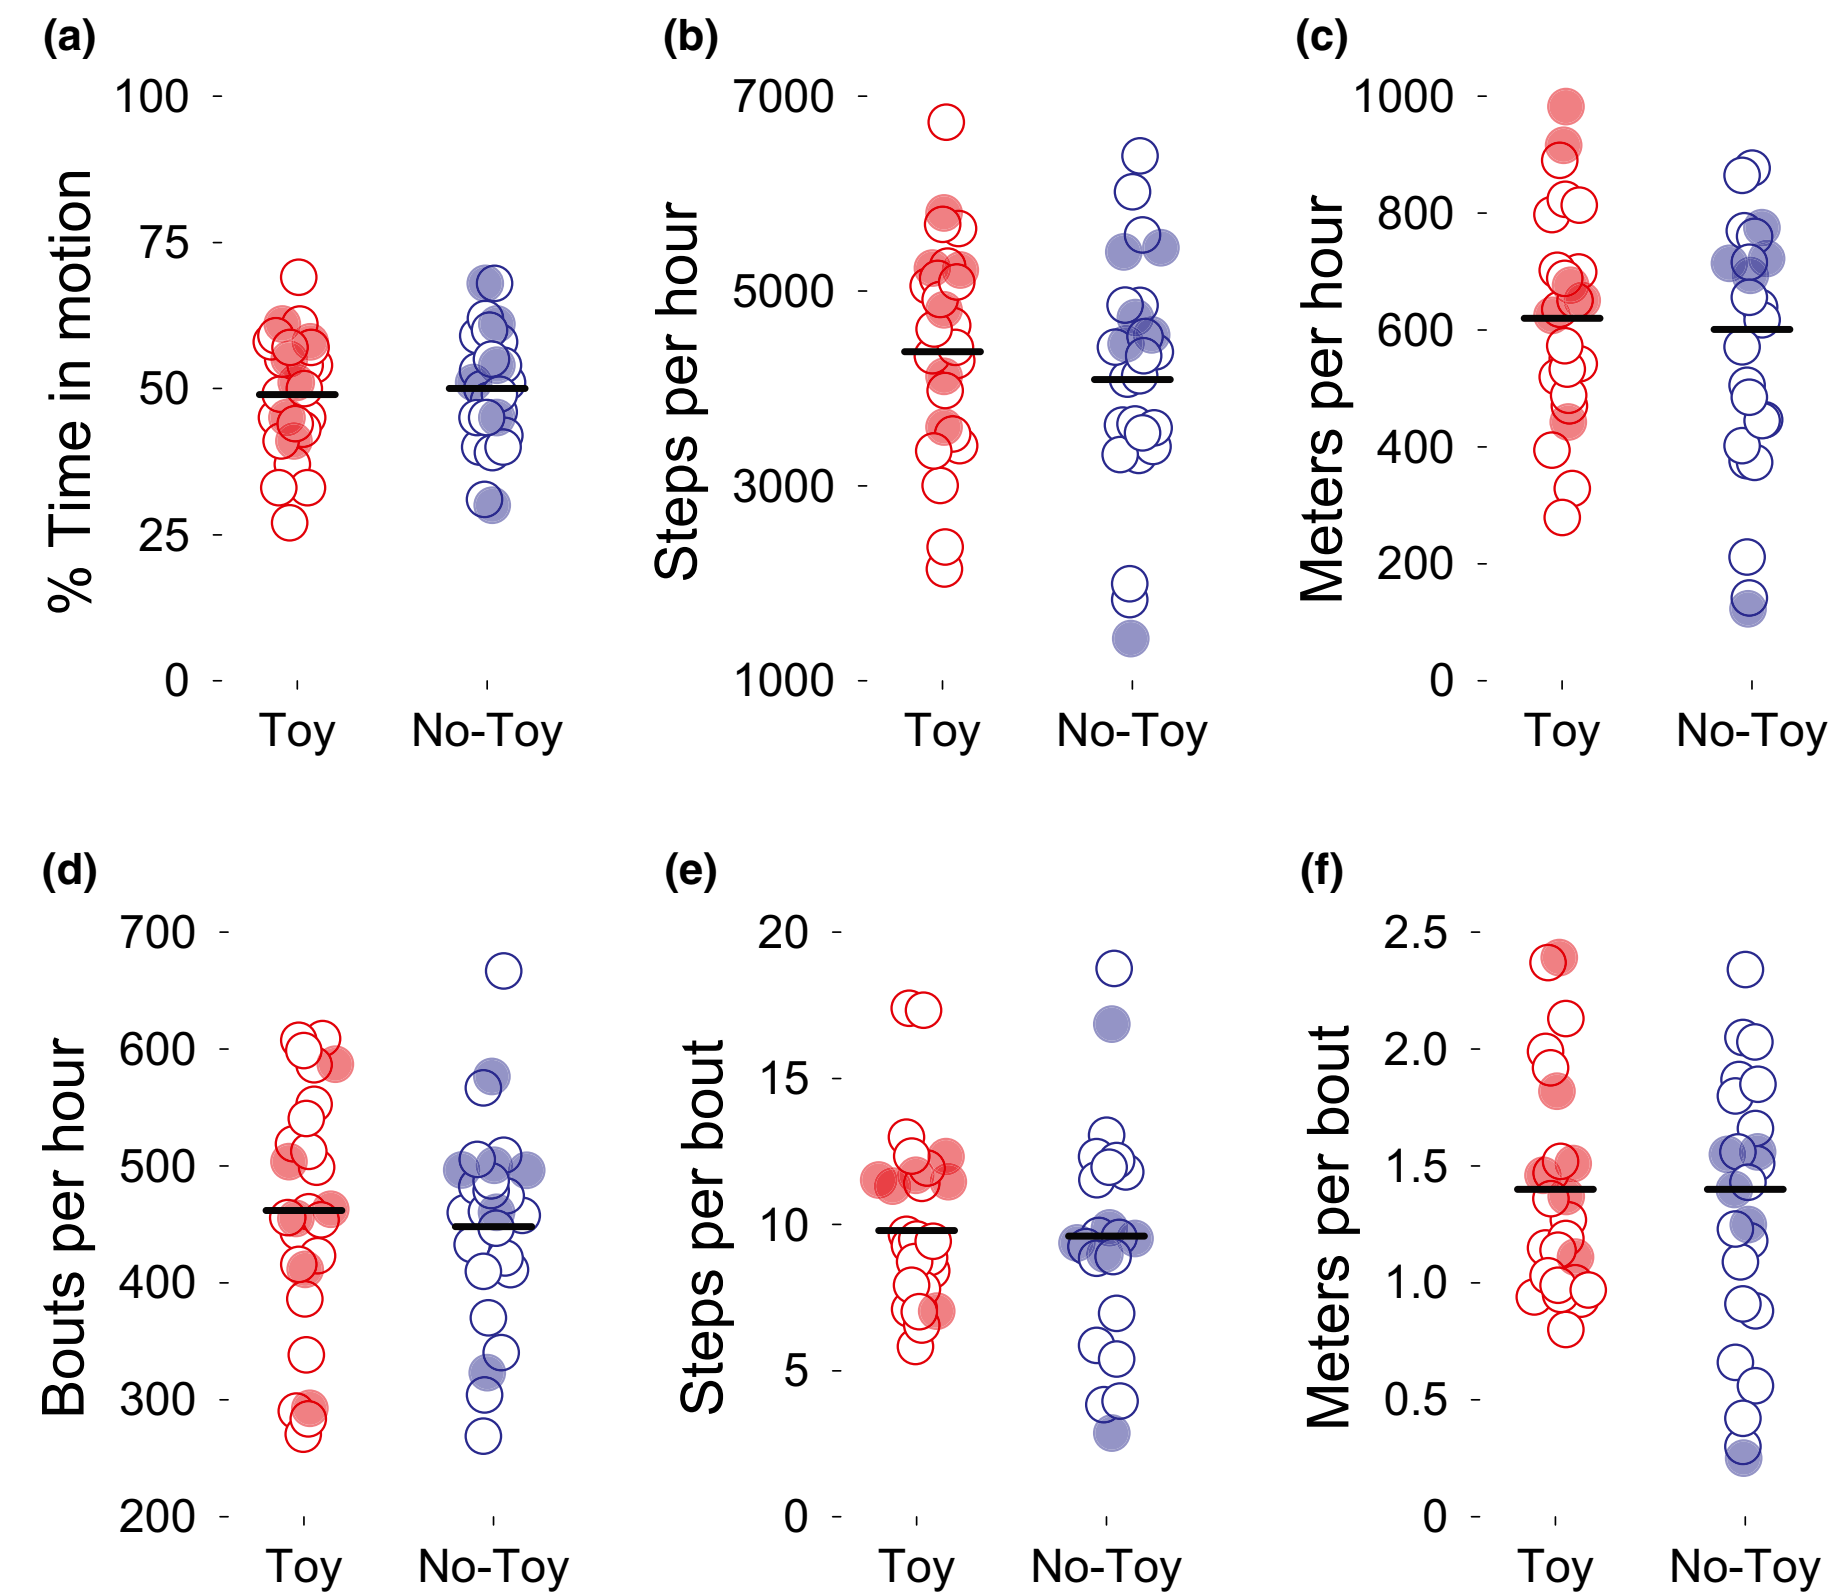 (a)
% Time in motion
100
75
50
25
0
Toy No-Toy
(b)
Steps per hour
7000
5000
3000
1000
Toy No-Toy
(c)
Meters per hour
1000
800
600
400
200
0
Toy No-Toy
(d)
Bouts per hour
700
600
500
400
300
200
Toy No-Toy
(e)
Steps per bout
20
15
10
5
0
Toy No-Toy
(f)
Meters per bout
2.5
2.0
1.5
1.0
0.5
0
Toy No-Toy